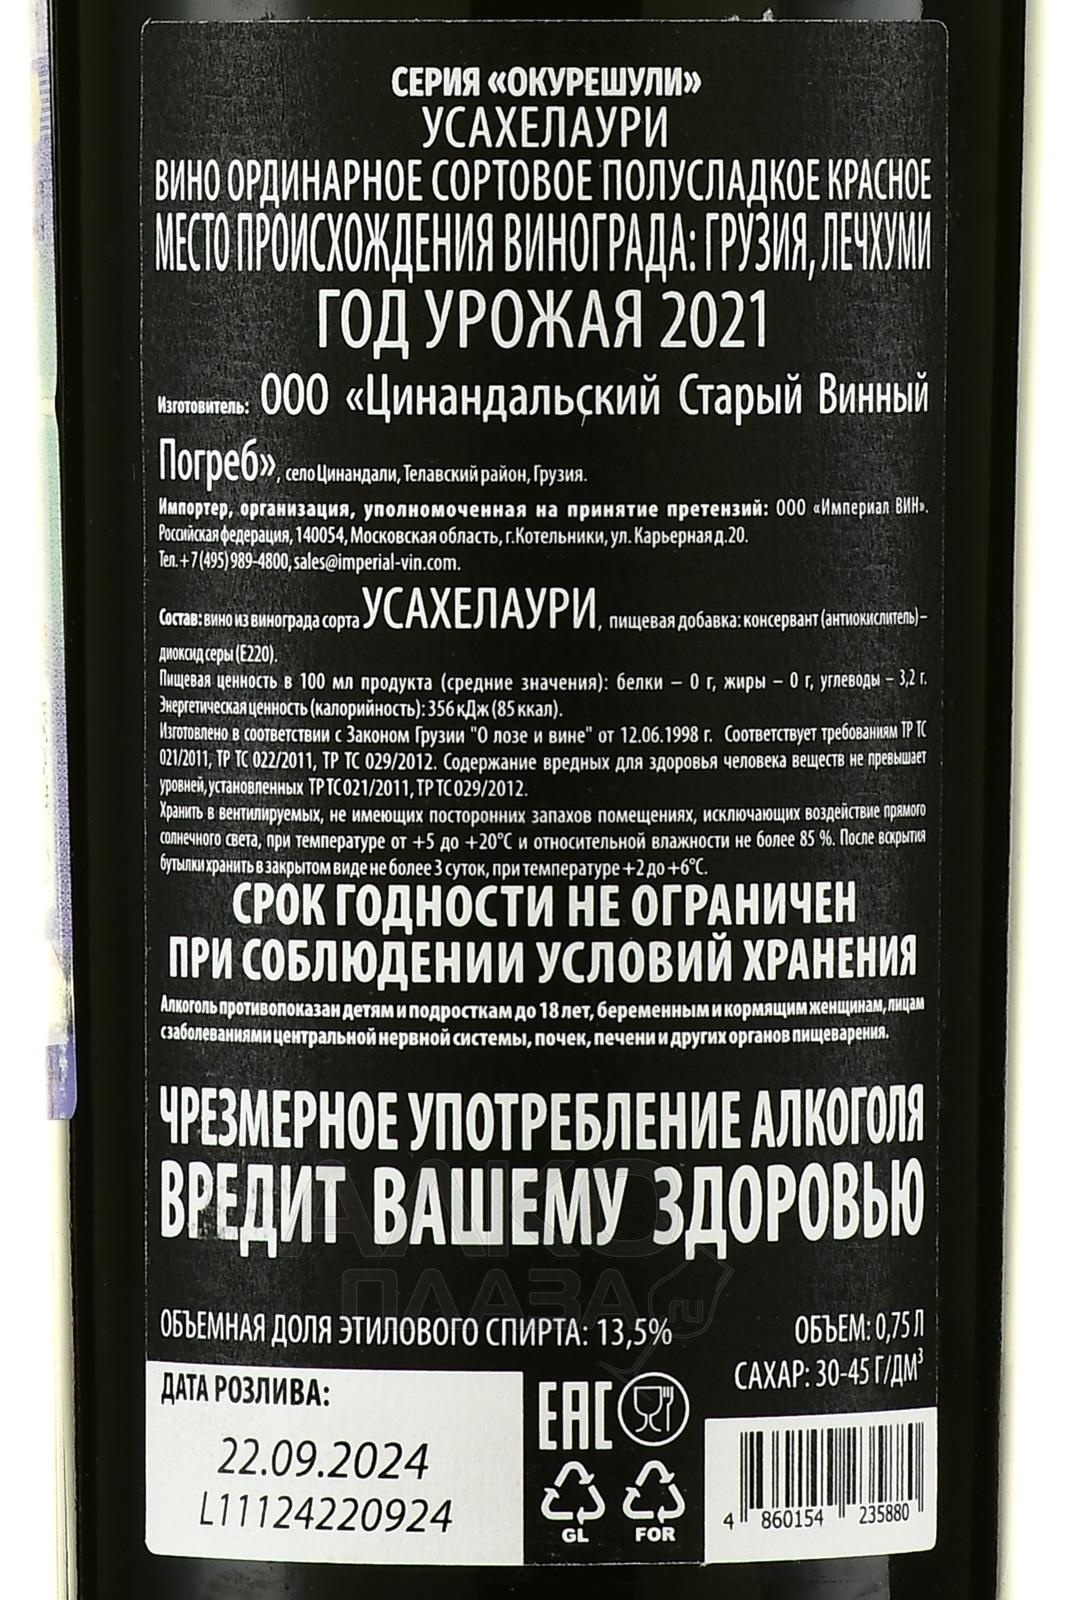 СЕРИЯ «ОКУРЕШУЛИ»
УСАХЕЛАУРИ
ВИНО ОРДИНАРНОЕ СОРТОВОЕ ПОЛУСЛАДКОЕ КРАСНОЕ
МЕСТО ПРОИСХОЖДЕНИЯ ВИНОГРАДА: ГРУЗИЯ, ЛЕЧХУМИ
ГОД УРОЖАЯ 2021
Изготовитель: ООО «Цинандальский Старый Винный
Погреб», село Цинандали, Телавский район, Грузия.
Импортер, организация, уполномоченная на принятие претензий: ООО «Империал ВИН».
Российская федерация, 140054, Московская область, г.Котельники, ул. Карьерная д.20.
Тел. +7 (495) 989-4800, sales@imperial-vin.com.
Состав: вино из винограда сорта УСАХЕЛАУРИ, пищевая добавка: консервант (антиокислитель) –
диоксид серы (Е220).
Пищевая ценность в 100 мл продукта (средние значения): белки – 0 г, жиры – 0 г, углеводы – 3,2 г.
Энергетическая ценность (калорийность): 356 кДж (85 ккал).
Изготовлено в соответствии с Законом Грузии "О лозе и вине" от 12.06.1998 г. Соответствует требованиям ТР ТС
021/2011, ТР ТС 022/2011, ТР ТС 029/2012. Содержание вредных для здоровья человека веществ не превышает
уровней, установленных ТР ТС 021/2011, ТР ТС 029/2012.
Хранить в вентилируемых, не имеющих посторонних запахов помещениях, исключающих воздействие прямого
солнечного света, при температуре от +5 до +20°С и относительной влажности не более 85 %. После вскрытия
бутылки хранить в закрытом виде не более 3 суток, при температуре +2 до +6°С.
СРОК ГОДНОСТИ НЕ ОГРАНИЧЕН
ПРИ СОБЛЮДЕНИИ УСЛОВИЙ ХРАНЕНИЯ
Алкоголь противопоказан детям и подросткам до 18 лет, беременным и кормящим женщинам, лицам
с заболеваниями центральной нервной системы, почек, печени и других органов пищеварения.
ЧРЕЗМЕРНОЕ УПОТРЕБЛЕНИЕ АЛКОГОЛЯ
ВРЕДИТ ВАШЕМУ ЗДОРОВЬЮ
АЛКО
ПЛАЗА.ru
ОБЪЕМНАЯ ДОЛЯ ЭТИЛОВОГО СПИРТА: 13,5%
ОБЪЕМ: 0,75 Л
САХАР: 30-45 Г/ДМ³
ДАТА РОЗЛИВА:
22.09.2024
L11124220924
EAC
GL
FOR
4 860154 235880